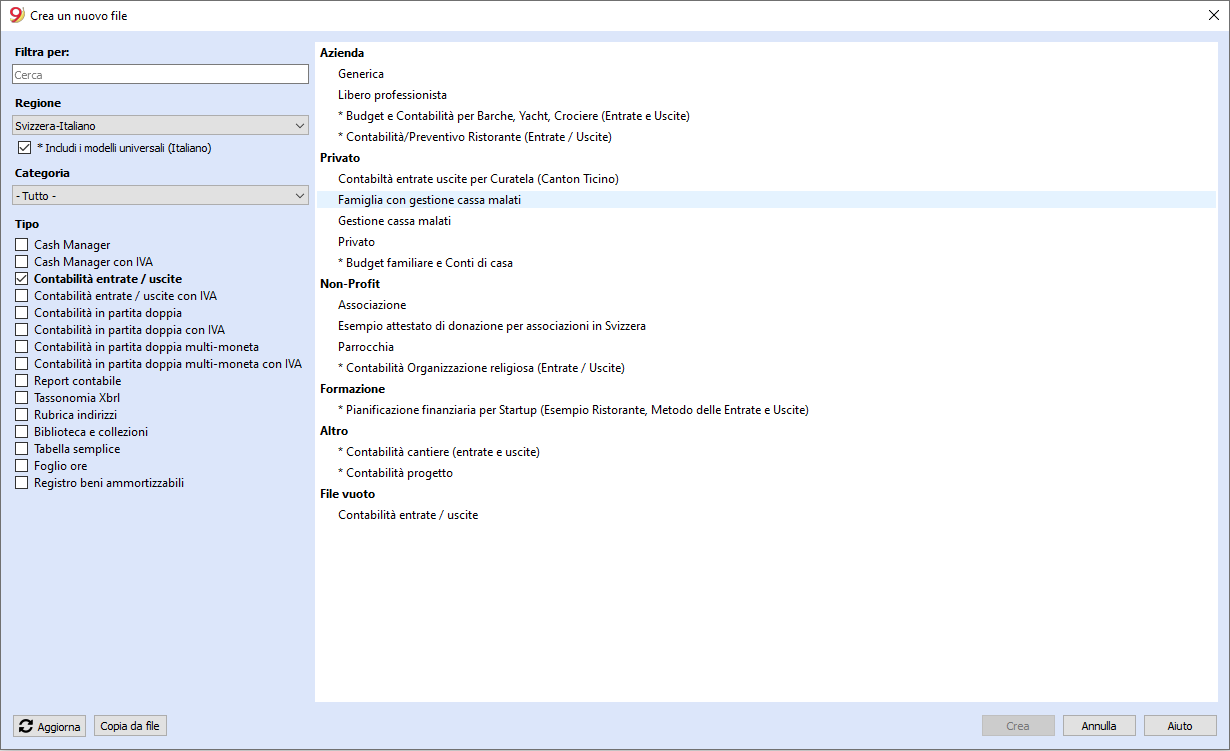 Crea un nuovo file
Filtra per:
Cerca
Regione
Svizzera-Italiano
* Includi i modelli universali (Italiano)
Categoria
- Tutto -
Tipo
Cash Manager
Cash Manager con IVA
Contabilità entrate / uscite
Contabilità entrate / uscite con IVA
Contabilità in partita doppia
Contabilità in partita doppia con IVA
Contabilità in partita doppia multi-moneta
Contabilità in partita doppia multi-moneta con IVA
Report contabile
Tassonomia Xbrl
Rubrica indirizzi
Biblioteca e collezioni
Tabella semplice
Foglio ore
Registro beni ammortizzabili
Azienda
Generica
Libero professionista
* Budget e Contabilità per Barche, Yacht, Crociere (Entrate e Uscite)
* Contabilità/Preventivo Ristorante (Entrate / Uscite)
Privato
Contabiltà entrate uscite per Curatela (Canton Ticino)
Famiglia con gestione cassa malati
Gestione cassa malati
Privato
* Budget familiare e Conti di casa
Non-Profit
Associazione
Esempio attestato di donazione per associazioni in Svizzera
Parrocchia
* Contabilità Organizzazione religiosa (Entrate / Uscite)
Formazione
* Pianificazione finanziaria per Startup (Esempio Ristorante, Metodo delle Entrate e Uscite)
Altro
* Contabilità cantiere (entrate e uscite)
* Contabilità progetto
File vuoto
Contabilità entrate / uscite
Aggiorna
Copia da file
Crea
Annulla
Aiuto